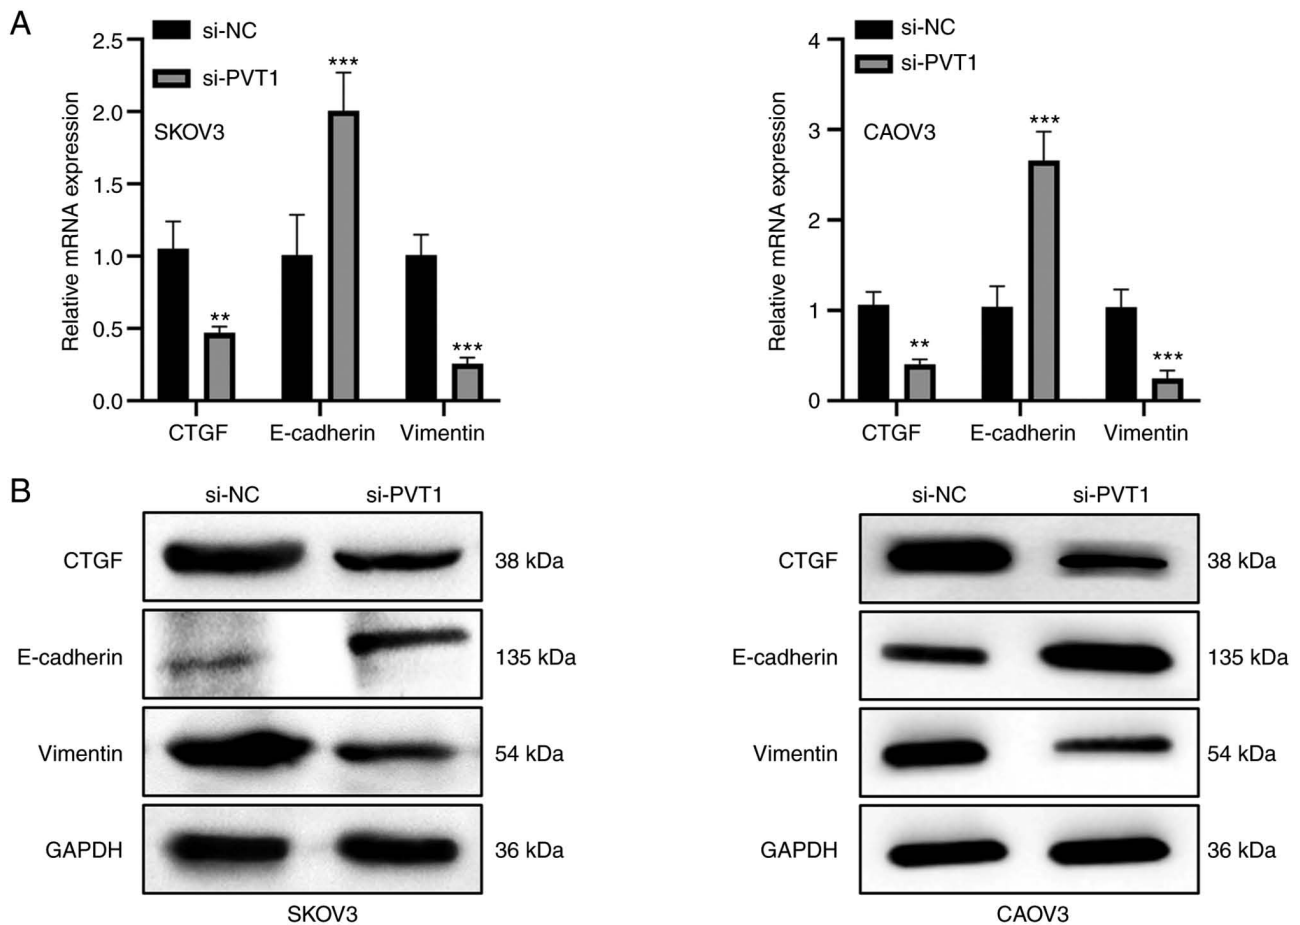 A
si-NC
si-PVT1
SKOV3
Relative mRNA expression
2.5
2.0
1.5
1.0
0.5
0.0
**
***
***
CTGF E-cadherin Vimentin
si-NC
si-PVT1
CAOV3
Relative mRNA expression
4
3
2
1
0
**
***
***
CTGF E-cadherin Vimentin
B
si-NC si-PVT1
CTGF 38 kDa
E-cadherin 135 kDa
Vimentin 54 kDa
GAPDH 36 kDa
SKOV3
si-NC si-PVT1
CTGF 38 kDa
E-cadherin 135 kDa
Vimentin 54 kDa
GAPDH 36 kDa
CAOV3